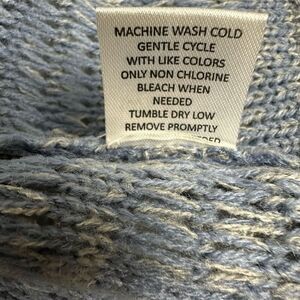 MACHINE WASH COLD
GENTLE CYCLE
WITH LIKE COLORS
ONLY NON CHLORINE
BLEACH WHEN
NEEDED
TUMBLE DRY LOW
REMOVE PROMPTLY